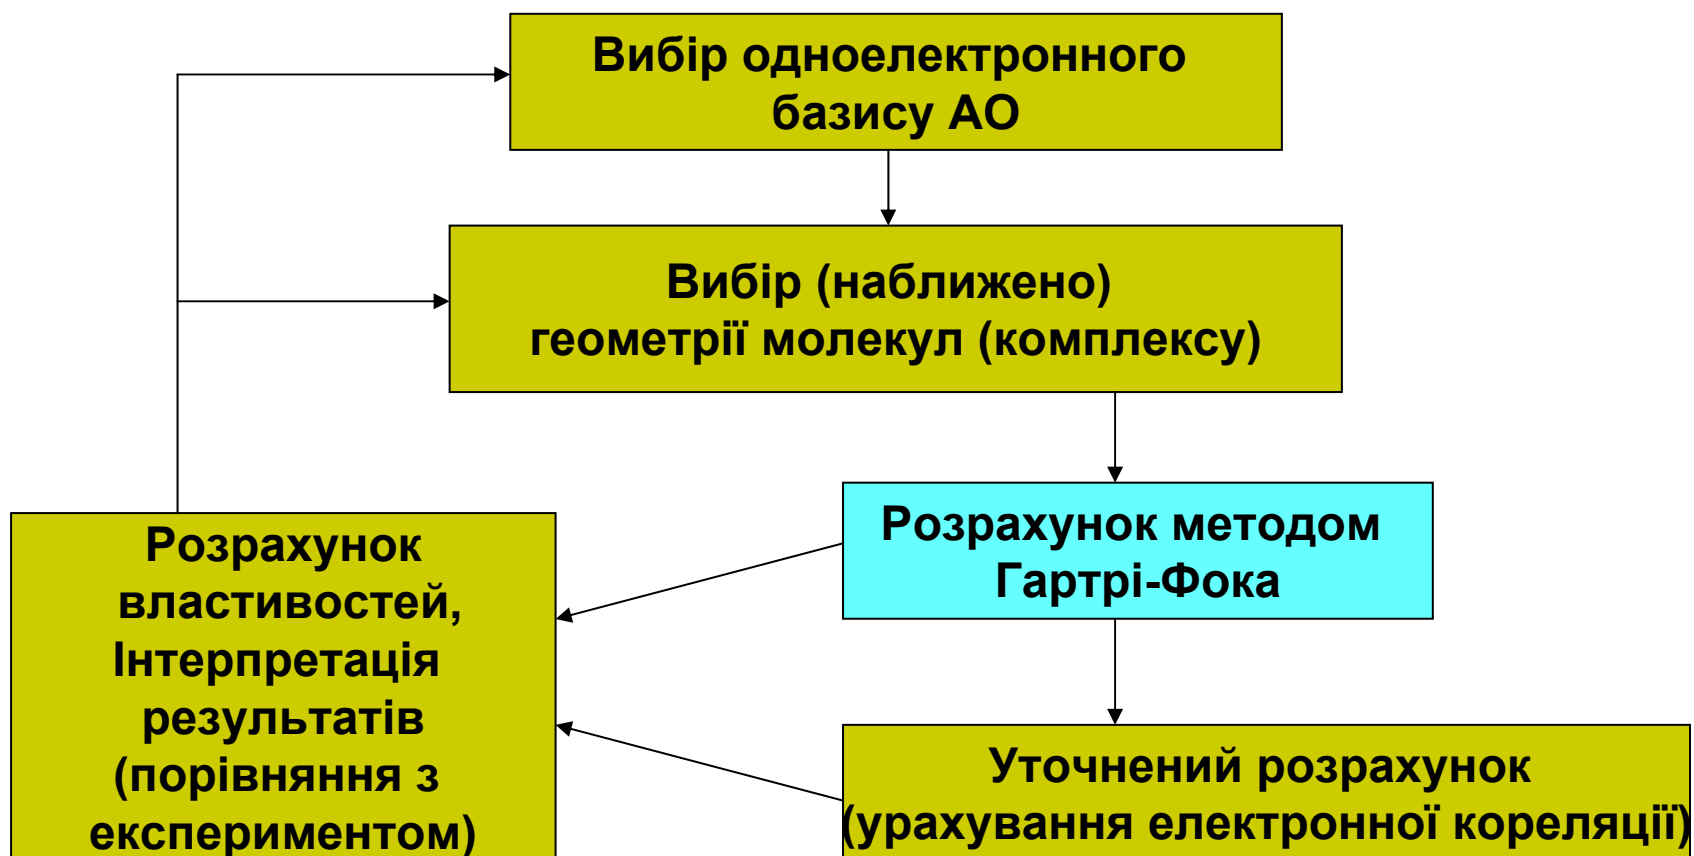 Вибір одноелектронного
базису АО
Вибір (наближено)
геометрії молекул (комплексу)
Розрахунок методом
Гартрі-Фока
Розрахунок
властивостей,
Інтерпретація
результатів
(порівняння з
експериментом)
Уточнений розрахунок
(урахування електронної кореляції)